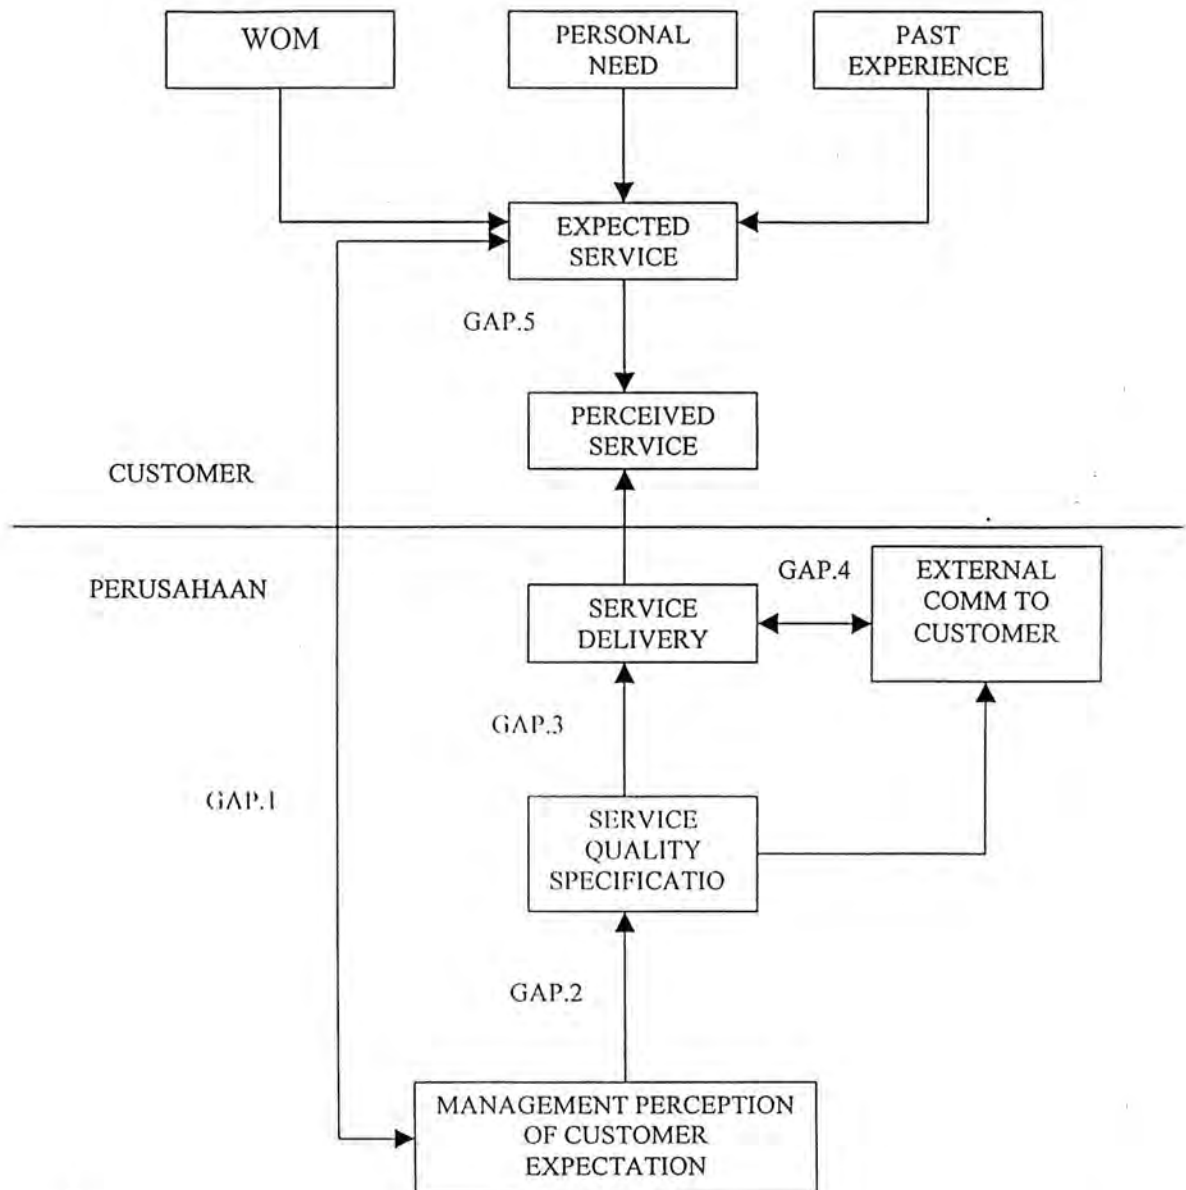 WOM
PERSONAL
NEED
PAST
EXPERIENCE
EXPECTED
SERVICE
GAP.5
PERCEIVED
SERVICE
CUSTOMER
PERUSAHAAN
SERVICE
DELIVERY
GAP.4
EXTERNAL
COMM TO
CUSTOMER
GAP.3
GAP.1
SERVICE
QUALITY
SPECIFICATIO
GAP.2
MANAGEMENT PERCEPTION
OF CUSTOMER
EXPECTATION